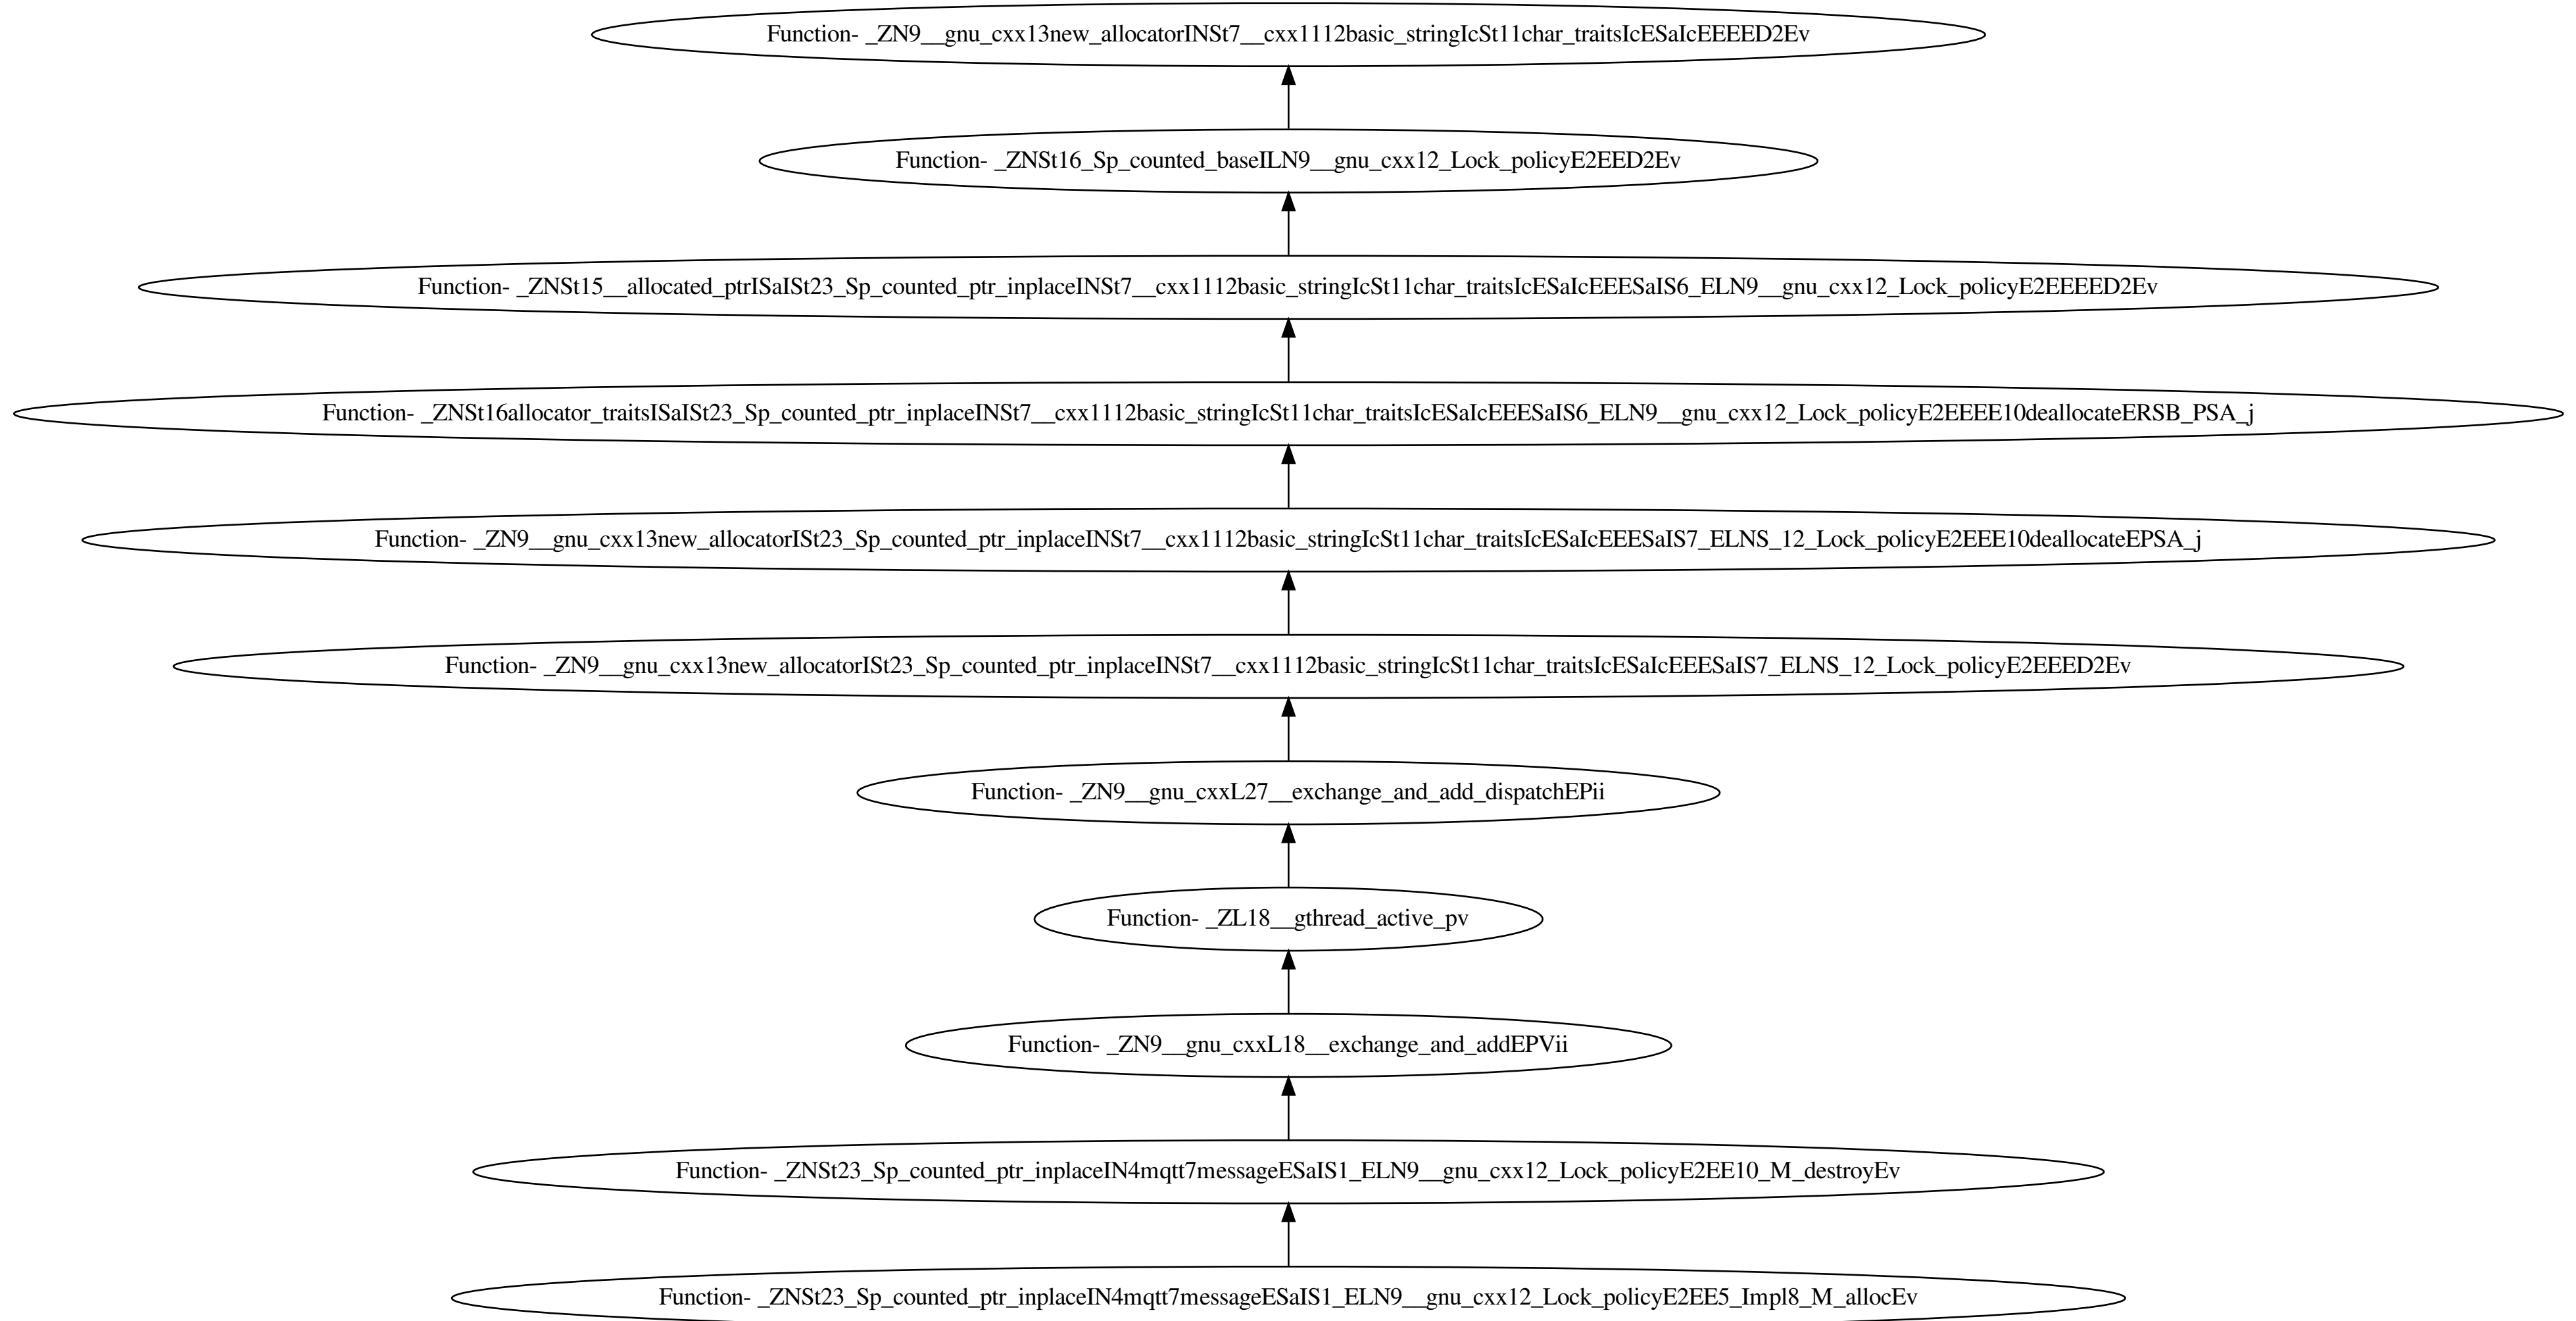 Function- _ZN9__gnu_cxx13new_allocatorINSt7__cxx1112basic_stringIcSt11char_traitsIcESaIcEEEED2Ev
Function- _ZNSt16_Sp_counted_baseILN9__gnu_cxx12_Lock_policyE2EED2Ev
Function- _ZNSt15__allocated_ptrISaISt23_Sp_counted_ptr_inplaceINSt7__cxx1112basic_stringIcSt11char_traitsIcESaIcEEESaIS6_ELN9__gnu_cxx12_Lock_policyE2EEEED2Ev
Function- _ZNSt16allocator_traitsISaISt23_Sp_counted_ptr_inplaceINSt7__cxx1112basic_stringIcSt11char_traitsIcESaIcEEESaIS6_ELN9__gnu_cxx12_Lock_policyE2EEEE10deallocateERSB_PSA_j
Function- _ZN9__gnu_cxx13new_allocatorISt23_Sp_counted_ptr_inplaceINSt7__cxx1112basic_stringIcSt11char_traitsIcESaIcEEESaIS7_ELNS_12_Lock_policyE2EEE10deallocateEPSA_j
Function- _ZN9__gnu_cxx13new_allocatorISt23_Sp_counted_ptr_inplaceINSt7__cxx1112basic_stringIcSt11char_traitsIcESaIcEEESaIS7_ELNS_12_Lock_policyE2EEED2Ev
Function- _ZN9__gnu_cxxL27__exchange_and_add_dispatchEPii
Function- _ZL18__gthread_active_pv
Function- _ZN9__gnu_cxxL18__exchange_and_addEPVii
Function- _ZNSt23_Sp_counted_ptr_inplaceIN4mqtt7messageESaIS1_ELN9__gnu_cxx12_Lock_policyE2EE10_M_destroyEv
Function- _ZNSt23_Sp_counted_ptr_inplaceIN4mqtt7messageESaIS1_ELN9__gnu_cxx12_Lock_policyE2EE5_Impl8_M_allocEv